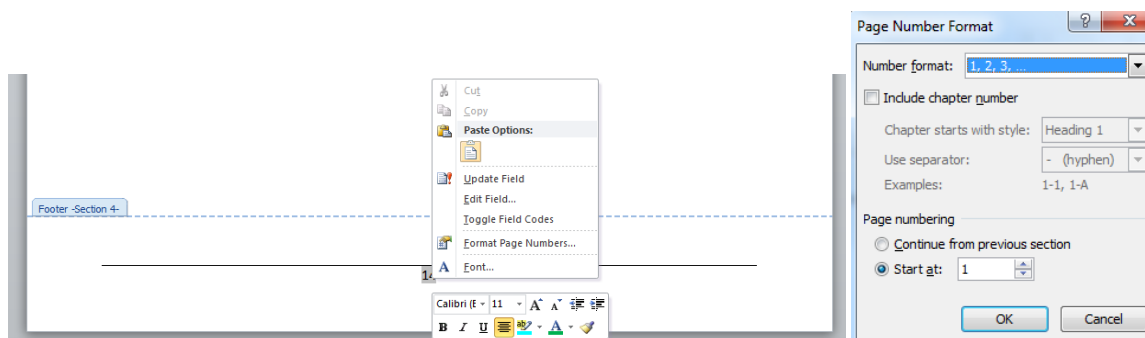 Cut
Copy
Paste Options:
Update Field
Edit Field...
Toggle Field Codes
Format Page Numbers...
Font...
Footer -Section 4-
14
Calibri (E 11 A A
B I U ab A
Page Number Format
Number format: 1, 2, 3, ...
Include chapter number
Chapter starts with style: Heading 1
Use separator: - (hyphen)
Examples: 1-1, 1-A
Page numbering
Continue from previous section
Start at: 1
OK Cancel